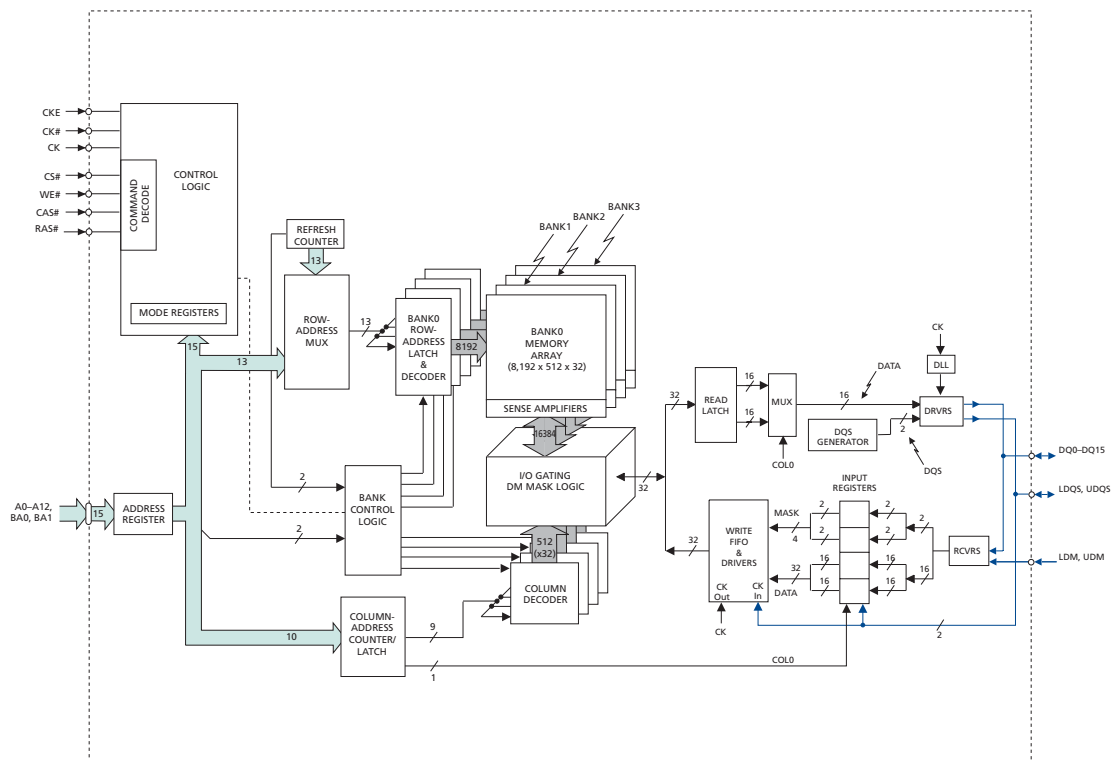 CKE
CK#
CK
CS#
WE#
CAS#
RAS#
COMMAND
DECODE
CONTROL
LOGIC
MODE REGISTERS
15
REFRESH
COUNTER
13
ROW-
ADDRESS
MUX
13
13
BANK0
ROW-
ADDRESS
LATCH
&
DECODER
8192
BANK1
BANK2
BANK3
BANK0
MEMORY
ARRAY
(8,192 x 512 x 32)
SENSE AMPLIFIERS
16384
I/O GATING
DM MASK LOGIC
32
A0–A12,
BA0, BA1
15
ADDRESS
REGISTER
2
2
BANK
CONTROL
LOGIC
512
(x32)
COLUMN
DECODER
10
COLUMN-
ADDRESS
COUNTER/
LATCH
9
1
COL0
32
READ
LATCH
16
16
MUX
COL0
16
DATA
DQS
GENERATOR
2
DQS
CK
DLL
DRVRS
DQ0–DQ15
LDQS, UDQS
LDM, UDM
INPUT
REGISTERS
32
WRITE
FIFO
&
DRIVERS
CK
Out
CK
In
CK
MASK
4
32
DATA
2
2
16
16
2
2
16
16
2
16
RCVRS
2